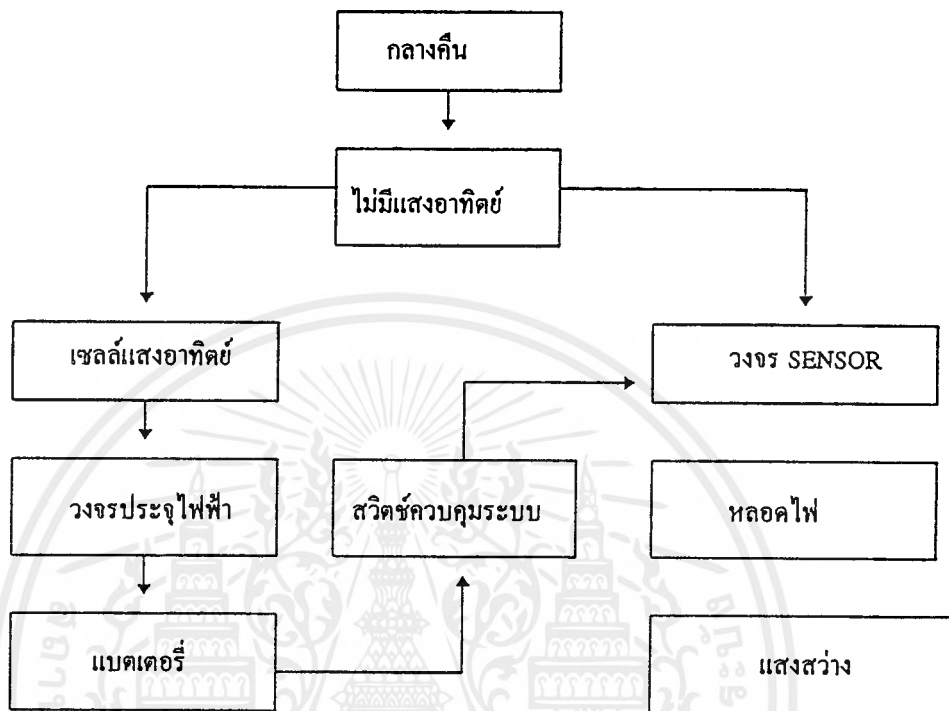 กลางคืน
ไม่มีแสงอาทิตย์
เซลล์แสงอาทิตย์
วงจร SENSOR
วงจรประจุไฟฟ้า
สวิตช์ควบคุมระบบ
หลอดไฟ
แบตเตอรี่
แสงสว่าง